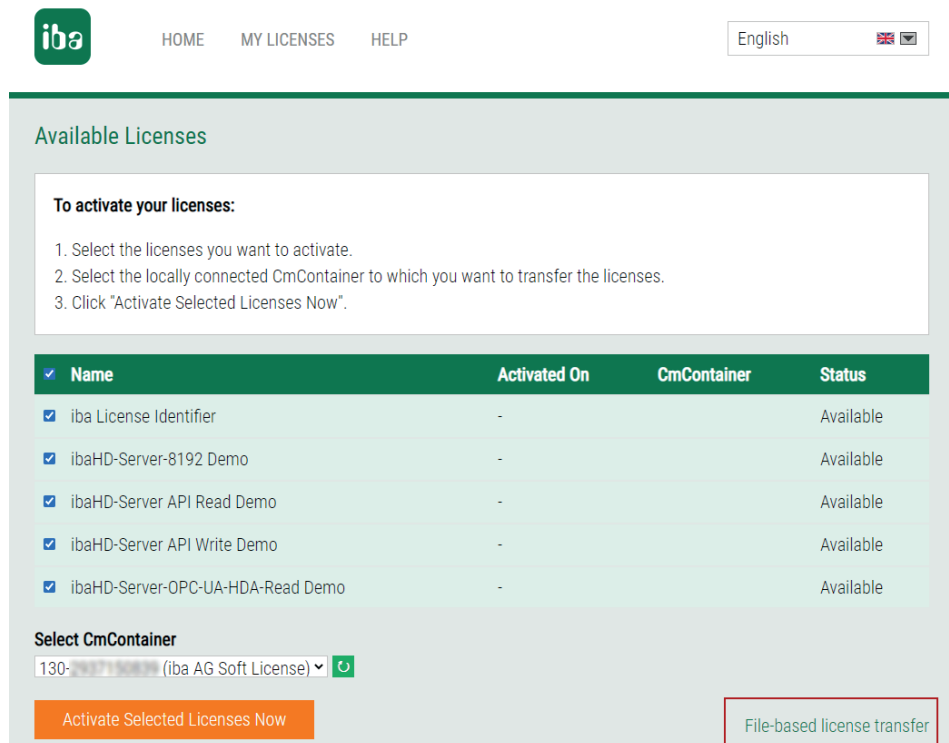 iba
HOME MY LICENSES HELP
English
Available Licenses
To activate your licenses:
1. Select the licenses you want to activate.
2. Select the locally connected CmContainer to which you want to transfer the licenses.
3. Click "Activate Selected Licenses Now".
Name Activated On CmContainer Status
iba License Identifier - Available
ibaHD-Server-8192 Demo - Available
ibaHD-Server API Read Demo - Available
ibaHD-Server API Write Demo - Available
ibaHD-Server-OPC-UA-HDA-Read Demo - Available
Select CmContainer
130- (iba AG Soft License)
Activate Selected Licenses Now
File-based license transfer